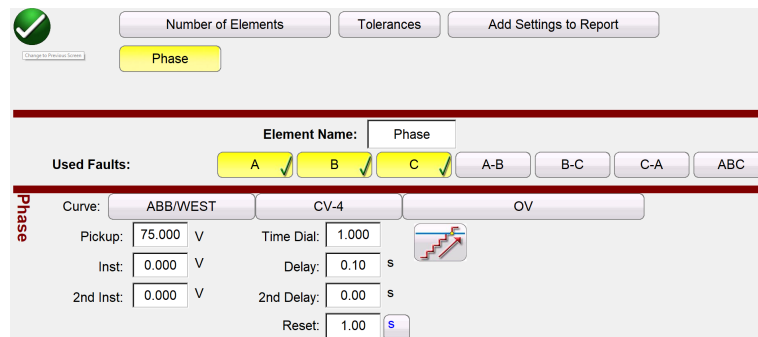 Number of Elements Tolerances Add Settings to Report
Change to Previous Screen
Phase
Element Name: Phase
Used Faults: A B C A-B B-C C-A ABC
Phase
Curve: ABB/WEST CV-4 OV
Pickup: 75.000 V Time Dial: 1.000
Inst: 0.000 V Delay: 0.10 s
2nd Inst: 0.000 V 2nd Delay: 0.00 s
Reset: 1.00 s